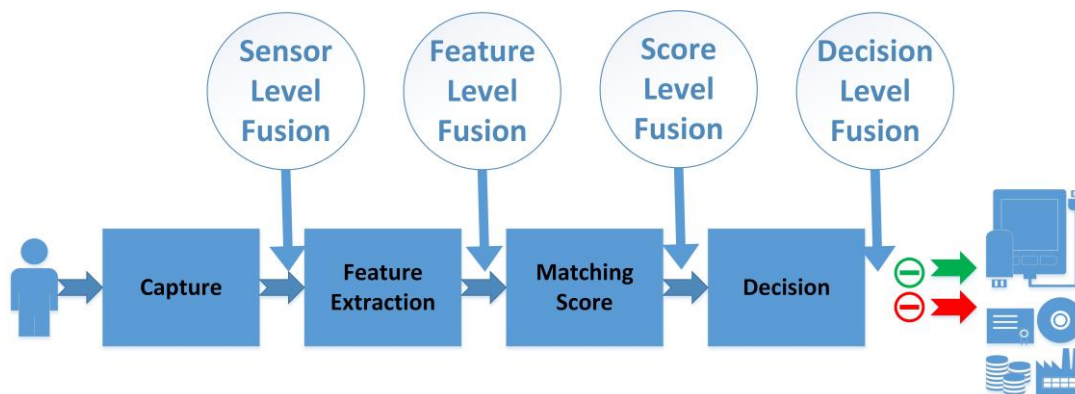 Sensor
Level
Fusion
Feature
Level
Fusion
Score
Level
Fusion
Decision
Level
Fusion
Capture
Feature
Extraction
Matching
Score
Decision